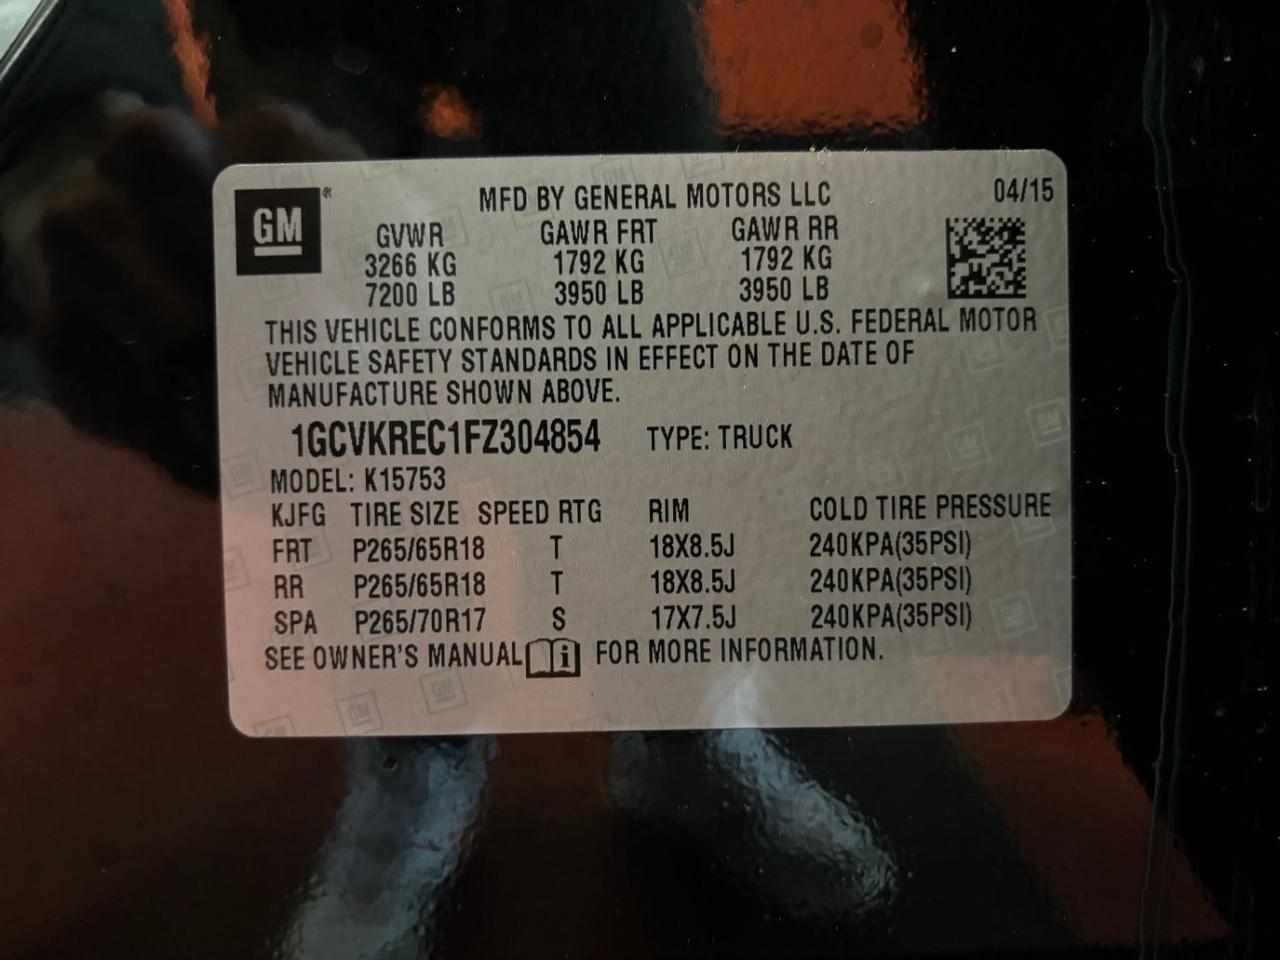 GM®
MFD BY GENERAL MOTORS LLC 04/15
GVWR GAWR FRT GAWR RR
3266 KG 1792 KG 1792 KG
7200 LB 3950 LB 3950 LB
THIS VEHICLE CONFORMS TO ALL APPLICABLE U.S. FEDERAL MOTOR
VEHICLE SAFETY STANDARDS IN EFFECT ON THE DATE OF
MANUFACTURE SHOWN ABOVE.
1GCVKREC1FZ304854 TYPE: TRUCK
MODEL: K15753
KJFG TIRE SIZE SPEED RTG RIM COLD TIRE PRESSURE
FRT P265/65R18 T 18X8.5J 240KPA(35PSI)
RR P265/65R18 T 18X8.5J 240KPA(35PSI)
SPA P265/70R17 S 17X7.5J 240KPA(35PSI)
SEE OWNER'S MANUAL i FOR MORE INFORMATION.